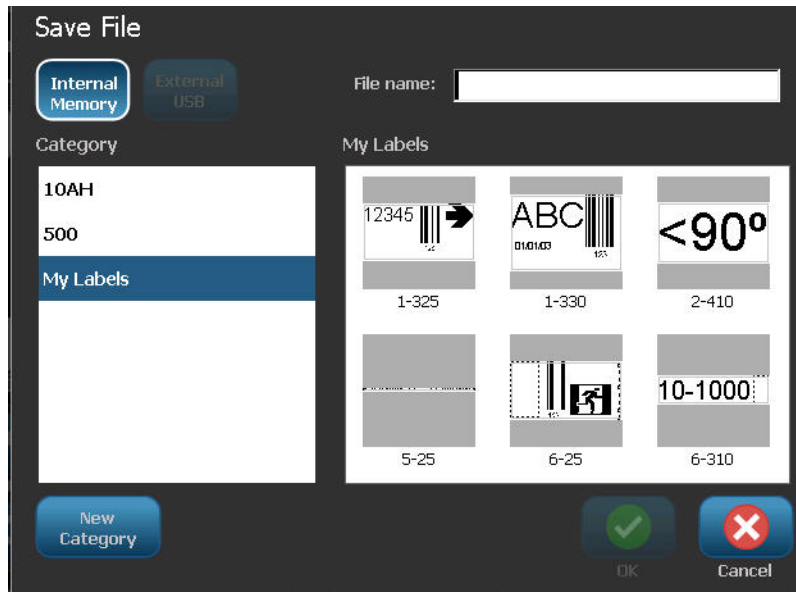 Save File
Internal
Memory
External
USB
File name:
Category
My Labels
10AH
500
My Labels
12345
ABC
01/01/03
123
<90º
1-325
1-330
2-410
123
10-1000
5-25
6-25
6-310
New
Category
OK
Cancel